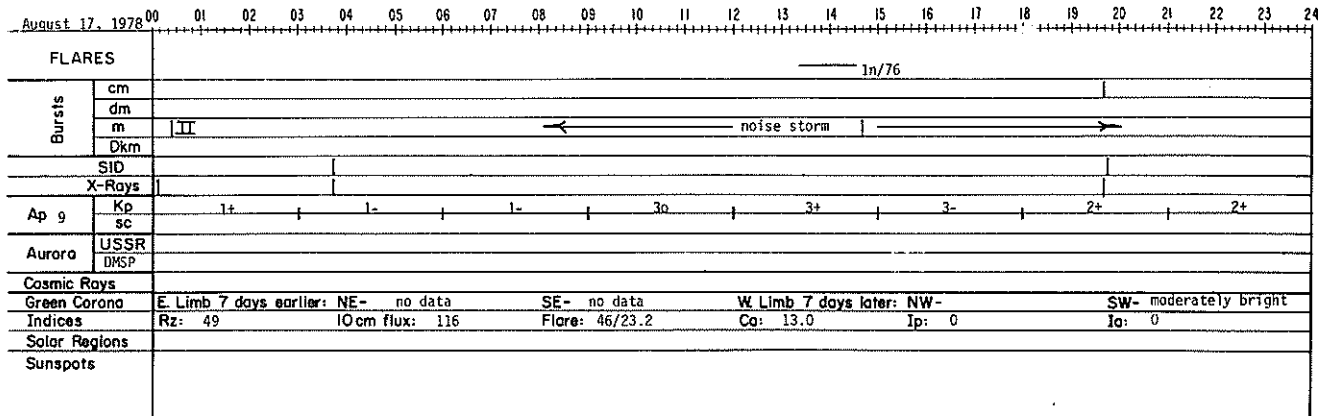 August 17, 1978 00 01 02 03 04 05 06 07 08 09 10 11 12 13 14 15 16 17 18 19 20 21 22 23 24
FLARES 1n/76
Bursts
cm
dm
m II noise storm
Dkm
SID
X-Rays
Ap 9
Kp 1+ 1- 1- 3o 3+ 3- 2+ 2+
sc
Aurora
USSR
DMSP
Cosmic Rays
Green Corona E. Limb 7 days earlier: NE- no data SE- no data W. Limb 7 days later: NW- SW- moderately bright
Indices Rz: 49 10cm flux: 116 Flare: 46/23.2 Ca: 13.0 Ip: 0 Ia: 0
Solar Regions
Sunspots